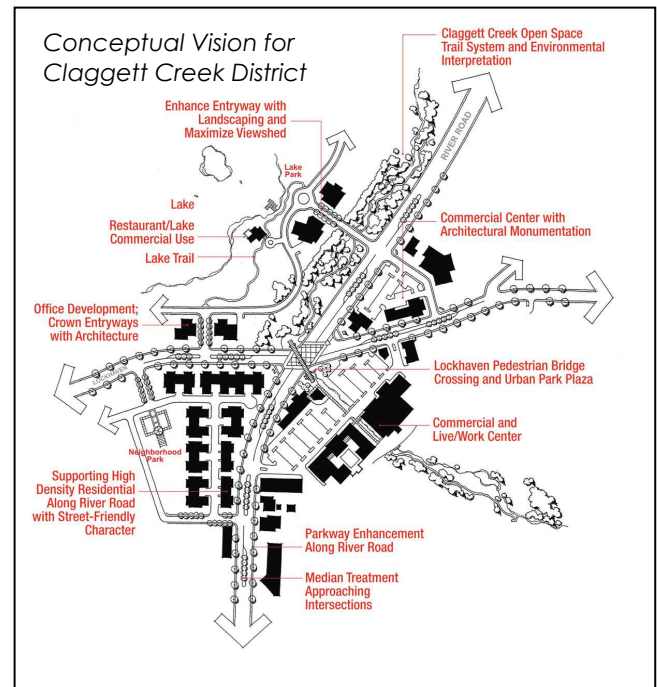 Conceptual Vision for
Claggett Creek District
Claggett Creek Open Space
Trail System and Environmental
Interpretation
Enhance Entryway with
Landscaping and
Maximize Viewshed
RIVER ROAD
Lake
Park
Lake
Restaurant/Lake
Commercial Use
Lake Trail
Commercial Center with
Architectural Monumentation
Office Development;
Crown Entryways
with Architecture
LOCKHAVEN
Lockhaven Pedestrian Bridge
Crossing and Urban Park Plaza
Commercial and
Live/Work Center
Neighborhood
Park
Supporting High
Density Residential
Along River Road
with Street-Friendly
Character
Parkway Enhancement
Along River Road
Median Treatment
Approaching
Intersections